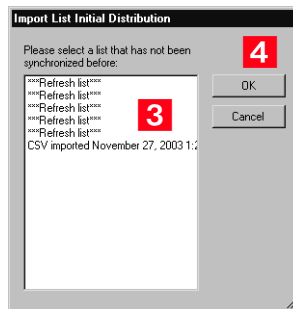 Import List Initial Distribution
Please select a list that has not been
synchronized before:
4
***Refresh list***
***Refresh list***
***Refresh list***
***Refresh list***
***Refresh list***
CSV imported November 27, 2003 1:2
3
OK
Cancel